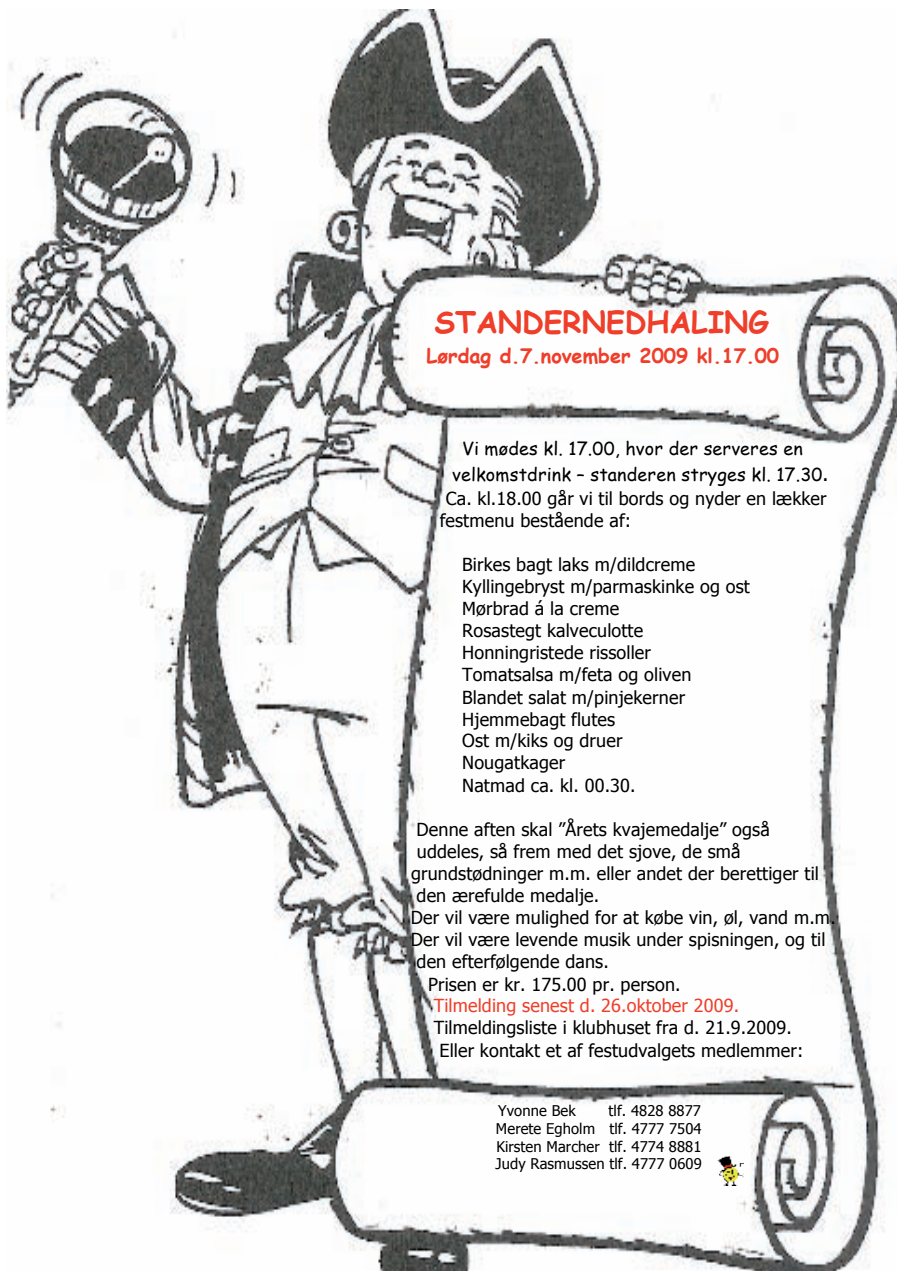 STANDERNEDHALING
Lørdag d.7.november 2009 kl.17.00
Vi mødes kl. 17.00, hvor der serveres en
velkomstdrink – standeren stryges kl. 17.30.
Ca. kl.18.00 går vi til bords og nyder en lækker
festmenu bestående af:
Birkes bagt laks m/dildcreme
Kyllingebryst m/parmaskinke og ost
Mørbrad á la creme
Rosastegt kalveculotte
Honningristede rissoller
Tomatsalsa m/feta og oliven
Blandet salat m/pinjekerner
Hjemmebagt flutes
Ost m/kiks og druer
Nougatkager
Natmad ca. kl. 00.30.
Denne aften skal ”Årets kvajemedalje” også
uddeles, så frem med det sjove, de små
grundstødninger m.m. eller andet der berettiger til
den ærefulde medalje.
Der vil være mulighed for at købe vin, øl, vand m.m.
Der vil være levende musik under spisningen, og til
den efterfølgende dans.
Prisen er kr. 175.00 pr. person.
Tilmelding senest d. 26.oktober 2009.
Tilmeldingsliste i klubhuset fra d. 21.9.2009.
Eller kontakt et af festudvalgets medlemmer:
Yvonne Bek tlf. 4828 8877
Merete Egholm tlf. 4777 7504
Kirsten Marcher tlf. 4774 8881
Judy Rasmussen tlf. 4777 0609